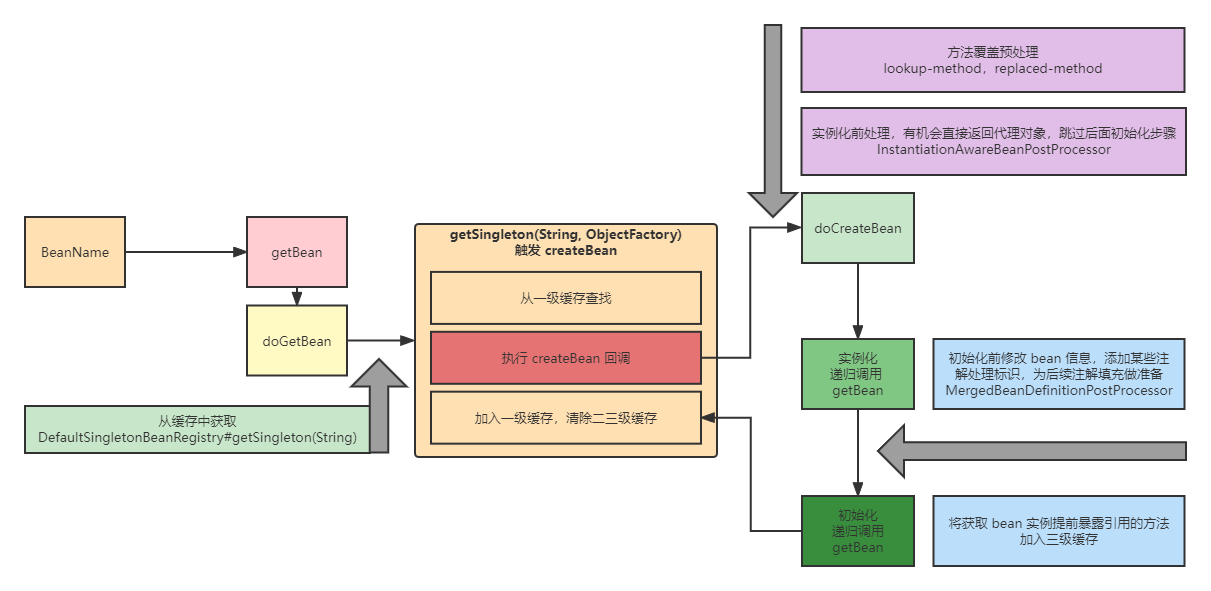 方法覆盖预处理
lookup-method，replaced-method
实例化前处理，有机会直接返回代理对象，跳过后面初始化步骤
InstantiationAwareBeanPostProcessor
BeanName
getBean
doGetBean
从缓存中获取
DefaultSingletonBeanRegistry#getSingleton(String)
getSingleton(String, ObjectFactory)
触发 createBean
从一级缓存查找
执行 createBean 回调
加入一级缓存，清除二三级缓存
doCreateBean
实例化
递归调用
getBean
初始化前修改 bean 信息，添加某些注
解处理标识，为后续注解填充做准备
MergedBeanDefinitionPostProcessor
初始化
递归调用
getBean
将获取 bean 实例提前暴露引用的方法
加入三级缓存